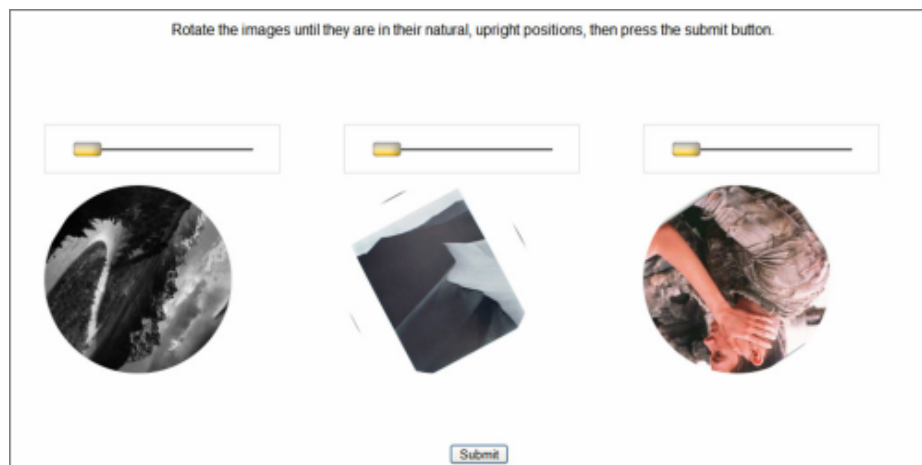 Rotate the images until they are in their natural, upright positions, then press the submit button.
Submit